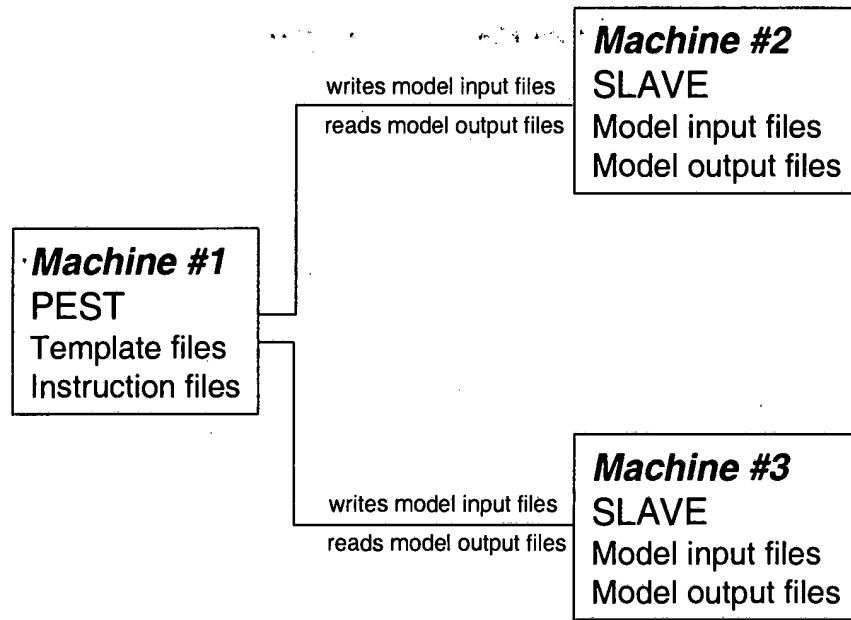 Machine #2
SLAVE
Model input files
Model output files
writes model input files
reads model output files
Machine #1
PEST
Template files
Instruction files
writes model input files
reads model output files
Machine #3
SLAVE
Model input files
Model output files